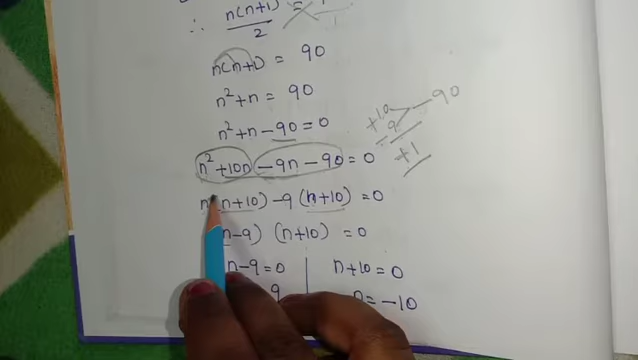 ∴ n(n+1)/2 =
n(n+1) = 90
n²+n = 90
n²+n-90=0
+10
-9
-90
+1
n²+10n -9n -90=0
n(n+10) -9(n+10) =0
n-9) (n+10) =0
n-9=0 n+10=0
9 n= -10